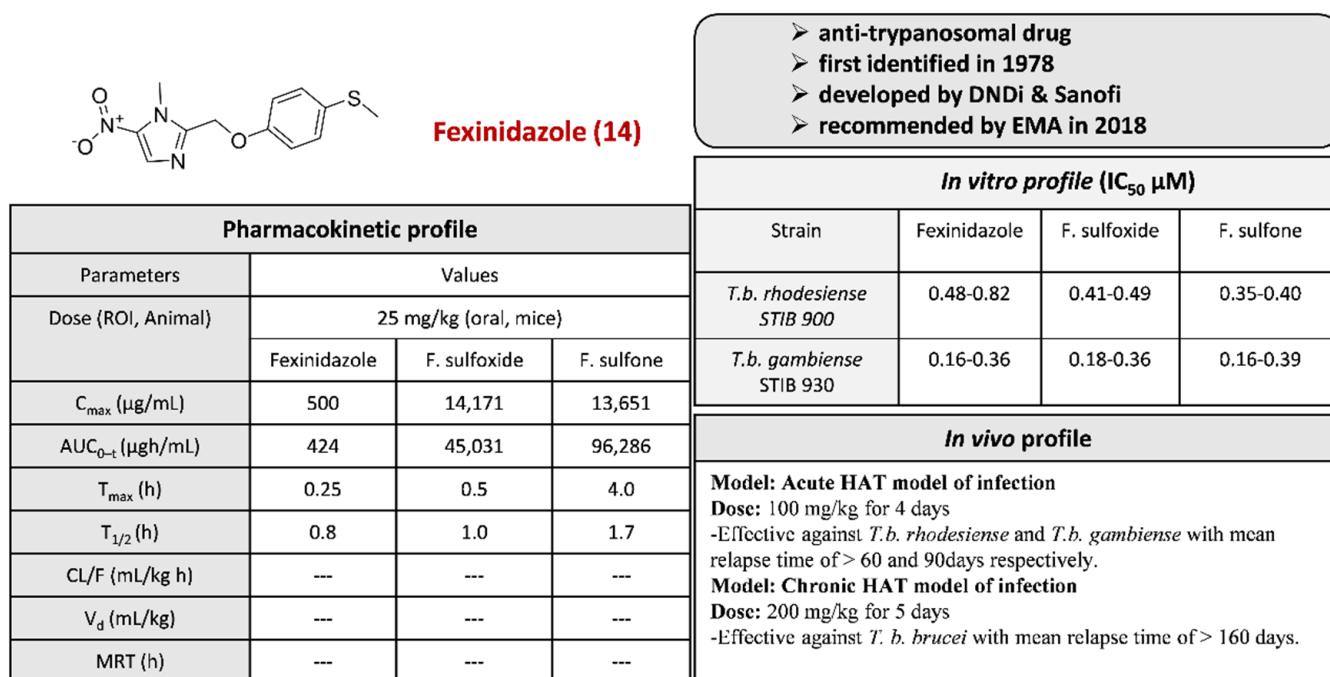 O
N+
-O
O
N
N
O
S
Fexinidazole (14)
➢ anti-trypanosomal drug
➢ first identified in 1978
➢ developed by DNDi & Sanofi
➢ recommended by EMA in 2018
Pharmacokinetic profile
Parameters Values
Dose (ROI, Animal) 25 mg/kg (oral, mice)
Fexinidazole F. sulfoxide F. sulfone
Cmax (µg/mL) 500 14,171 13,651
AUC0–t (µgh/mL) 424 45,031 96,286
Tmax (h) 0.25 0.5 4.0
T1/2 (h) 0.8 1.0 1.7
CL/F (mL/kg h) --- --- ---
Vd (mL/kg) --- --- ---
MRT (h) --- --- ---
In vitro profile (IC50 µM)
Strain Fexinidazole F. sulfoxide F. sulfone
T.b. rhodesiense 0.48-0.82 0.41-0.49 0.35-0.40
STIB 900
T.b. gambiense 0.16-0.36 0.18-0.36 0.16-0.39
STIB 930
In vivo profile
Model: Acute HAT model of infection
Dose: 100 mg/kg for 4 days
-Effective against T.b. rhodesiense and T.b. gambiense with mean
relapse time of > 60 and 90days respectively.
Model: Chronic HAT model of infection
Dose: 200 mg/kg for 5 days
-Effective against T. b. brucei with mean relapse time of > 160 days.